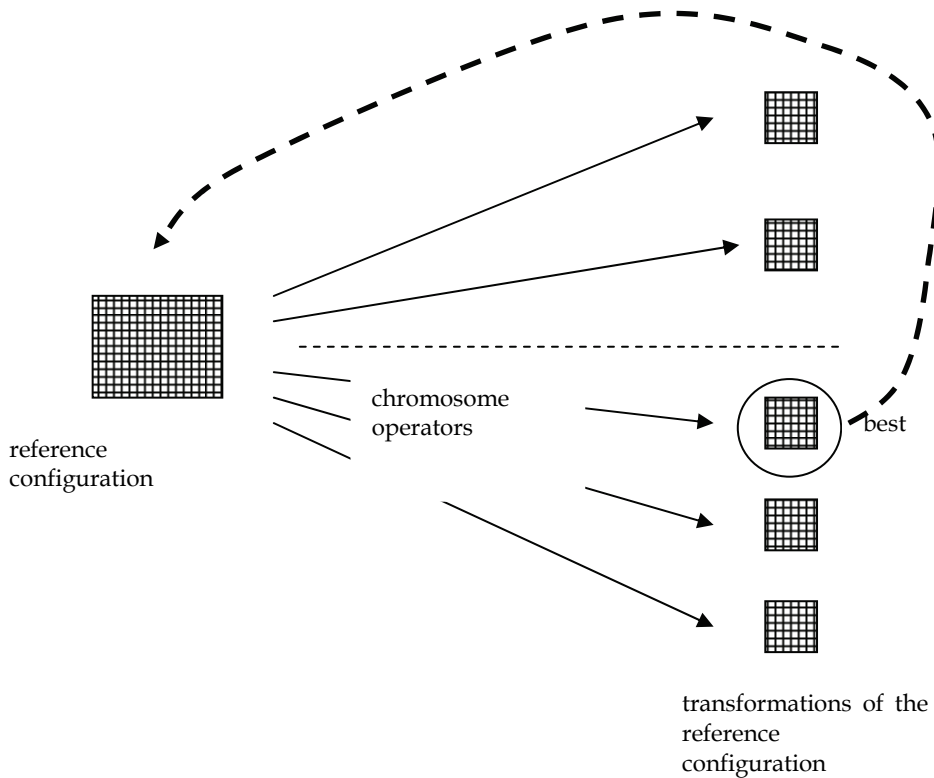 chromosome
operators
best
reference
configuration
transformations of the
reference
configuration